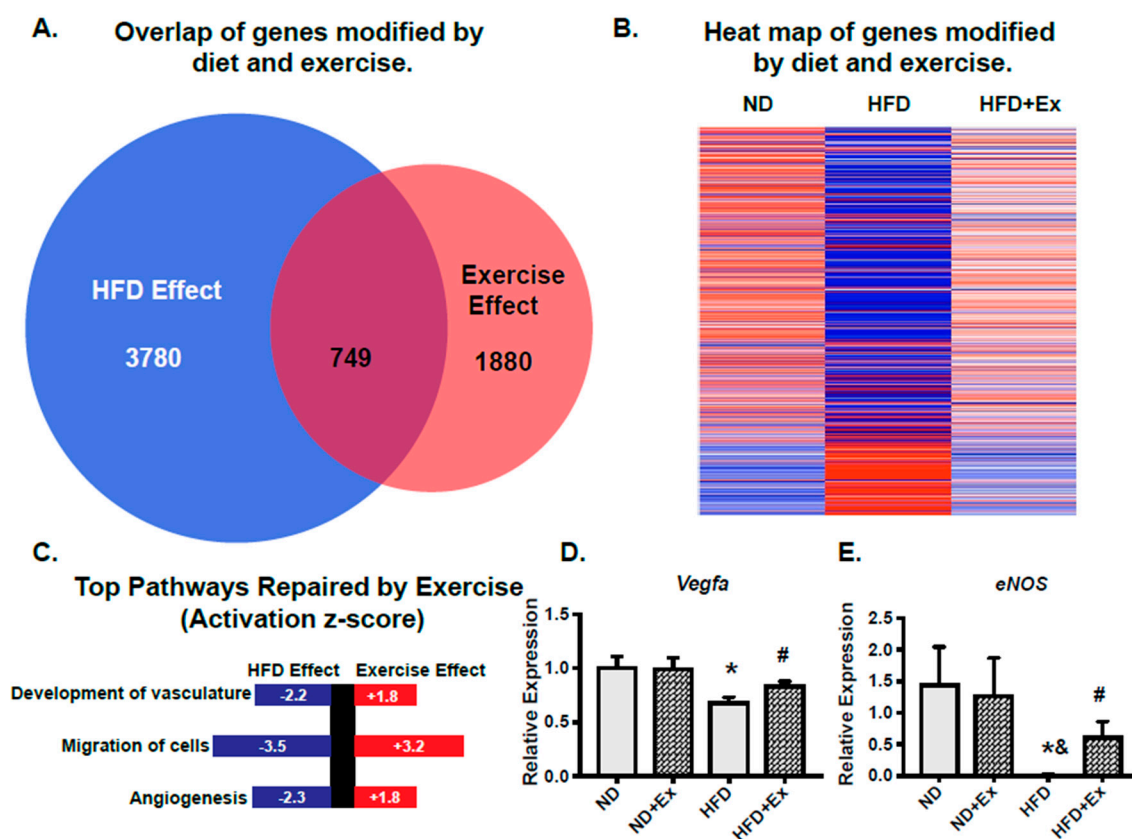 A.
Overlap of genes modified by
diet and exercise.
HFD Effect
3780
749
Exercise
Effect
1880
B.
Heat map of genes modified
by diet and exercise.
ND HFD HFD+Ex
C.
Top Pathways Repaired by Exercise
(Activation z-score)
HFD Effect Exercise Effect
Development of vasculature -2.2 +1.8
Migration of cells -3.5 +3.2
Angiogenesis -2.3 +1.8
D.
Vegfa
Relative Expression
1.5
1.0
0.5
0.0
*
#
ND ND+Ex HFD HFD+Ex
E.
eNOS
Relative Expression
2.5
2.0
1.5
1.0
0.5
0.0
*&
#
ND ND+Ex HFD HFD+Ex